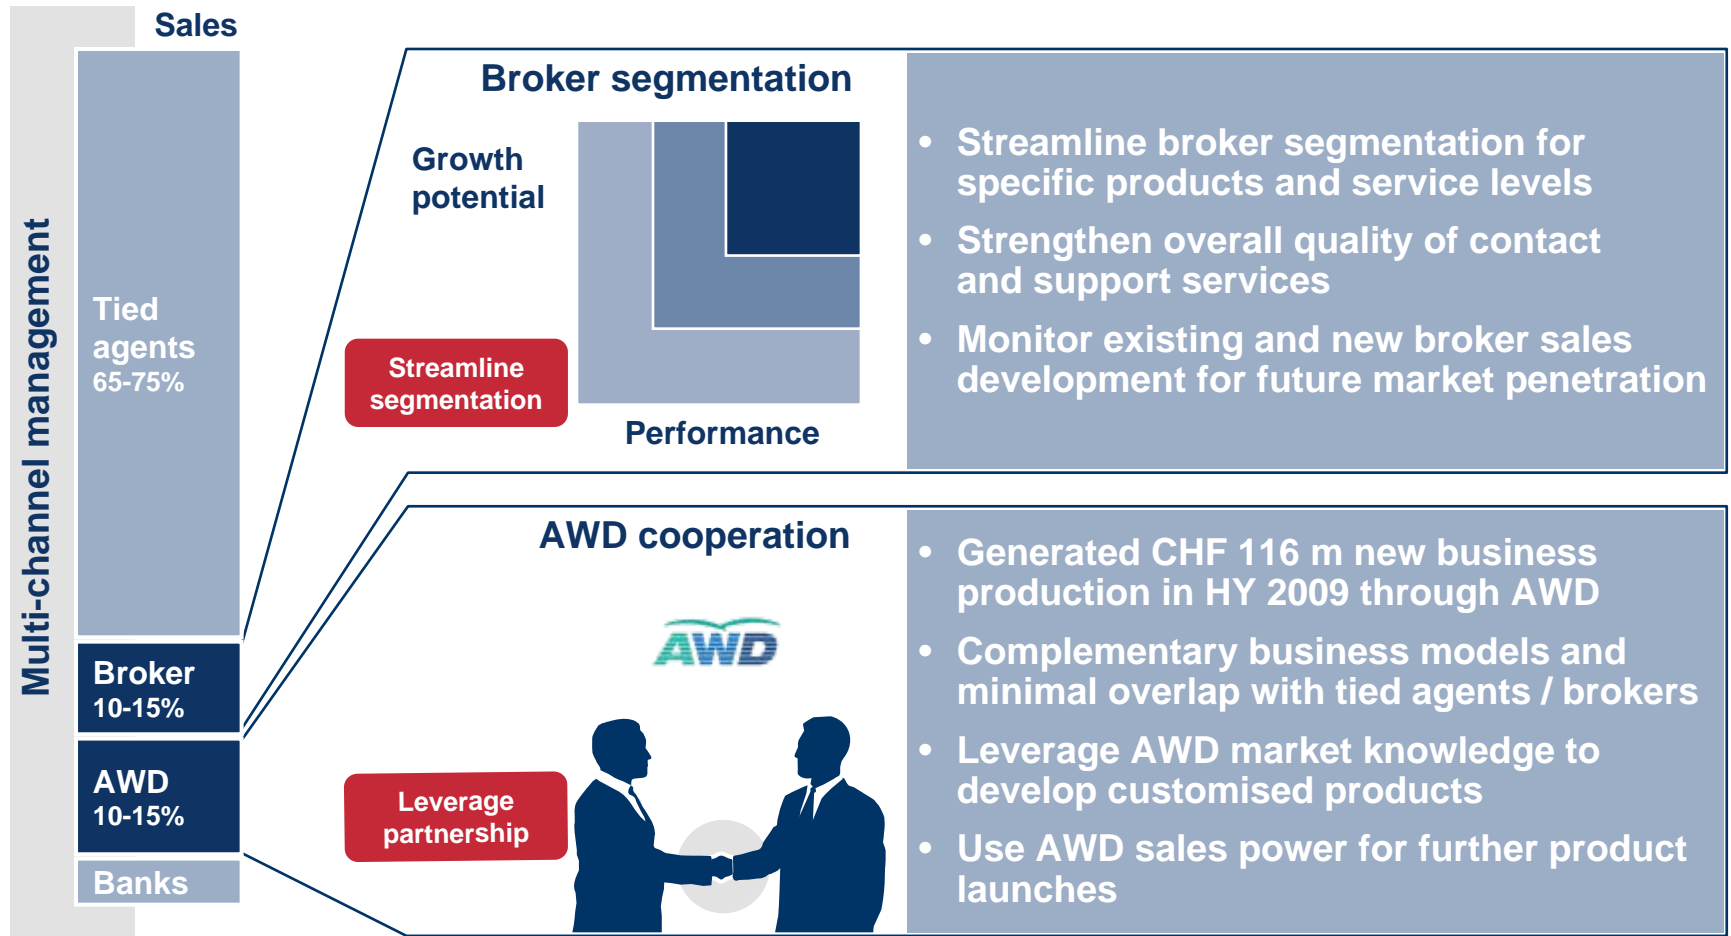 Sales
Multi-channel management
Tied
agents
65-75%
Broker
10-15%
AWD
10-15%
Banks
Broker segmentation
Growth
potential
Streamline
segmentation
Performance
• Streamline broker segmentation for
specific products and service levels
• Strengthen overall quality of contact
and support services
• Monitor existing and new broker sales
development for future market penetration
AWD cooperation
AWD
Leverage
partnership
• Generated CHF 116 m new business
production in HY 2009 through AWD
• Complementary business models and
minimal overlap with tied agents / brokers
• Leverage AWD market knowledge to
develop customised products
• Use AWD sales power for further product
launches